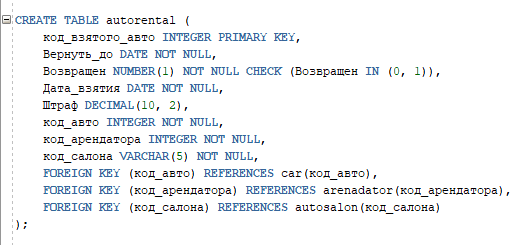 CREATE TABLE autorental (
код_взятого_авто INTEGER PRIMARY KEY,
Вернуть_до DATE NOT NULL,
Возвращен NUMBER(1) NOT NULL CHECK (Возвращен IN (0, 1)),
Дата_взятия DATE NOT NULL,
Штраф DECIMAL(10, 2),
код_авто INTEGER NOT NULL,
код_арендатора INTEGER NOT NULL,
код_салона VARCHAR(5) NOT NULL,
FOREIGN KEY (код_авто) REFERENCES car(код_авто),
FOREIGN KEY (код_арендатора) REFERENCES arenadator(код_арендатора),
FOREIGN KEY (код_салона) REFERENCES autosalon(код_салона)
);